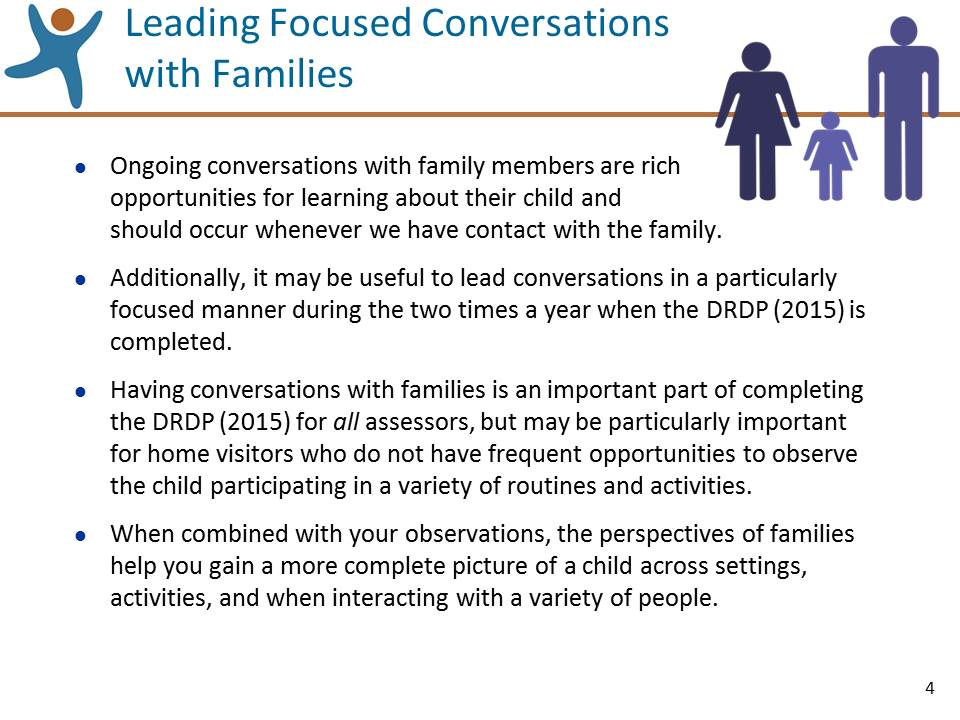 Leading Focused Conversations
with Families
● Ongoing conversations with family members are rich
opportunities for learning about their child and
should occur whenever we have contact with the family.
● Additionally, it may be useful to lead conversations in a particularly
focused manner during the two times a year when the DRDP (2015) is
completed.
● Having conversations with families is an important part of completing
the DRDP (2015) for all assessors, but may be particularly important
for home visitors who do not have frequent opportunities to observe
the child participating in a variety of routines and activities.
● When combined with your observations, the perspectives of families
help you gain a more complete picture of a child across settings,
activities, and when interacting with a variety of people.
4